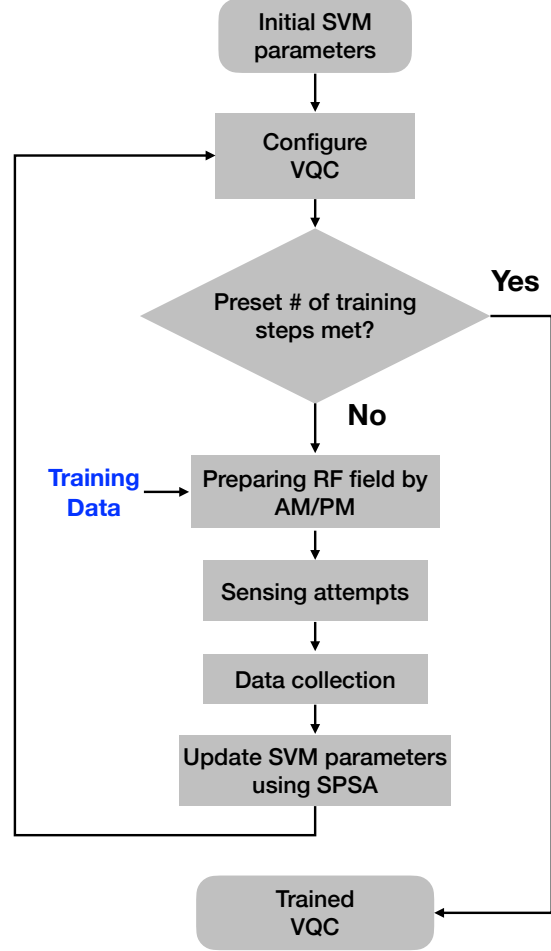 Initial SVM
parameters
Configure
VQC
Preset # of training
steps met?
Yes
No
Training
Data
Preparing RF field by
AM/PM
Sensing attempts
Data collection
Update SVM parameters
using SPSA
Trained
VQC